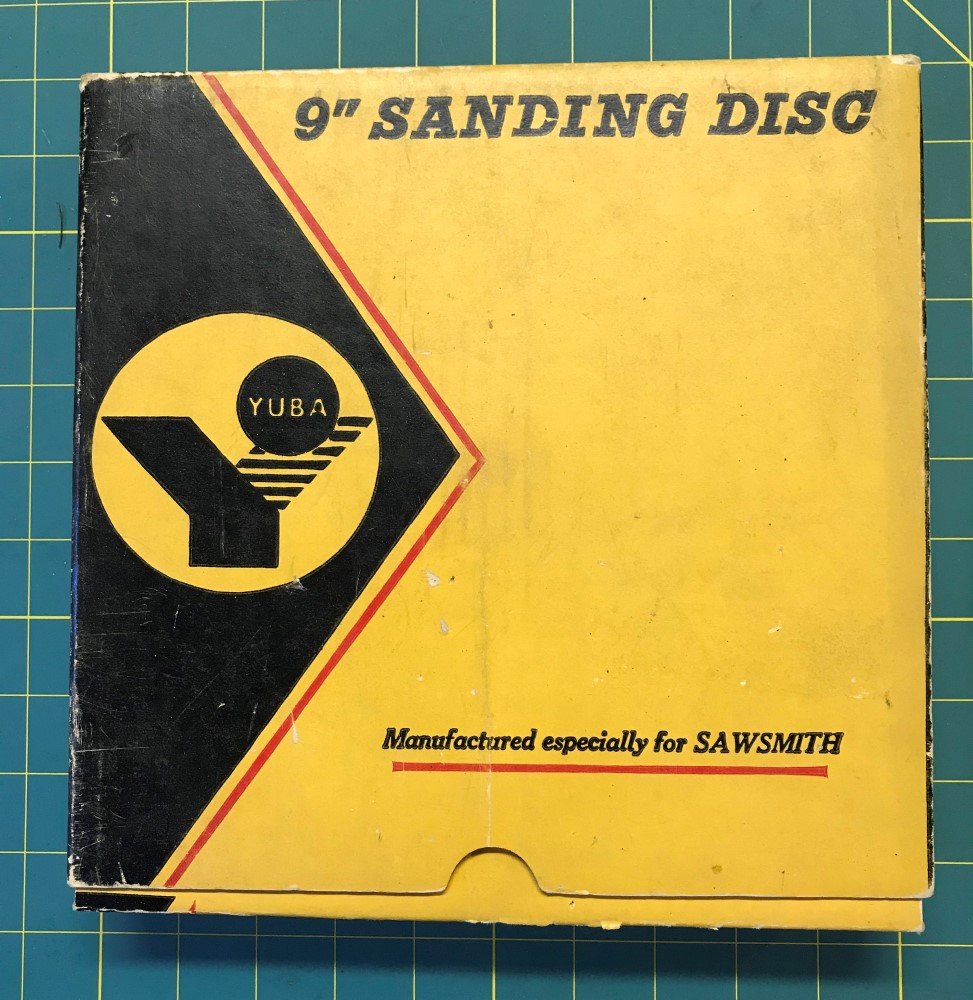 9" SANDING DISC
YUBA
Manufactured especially for SAWSMITH